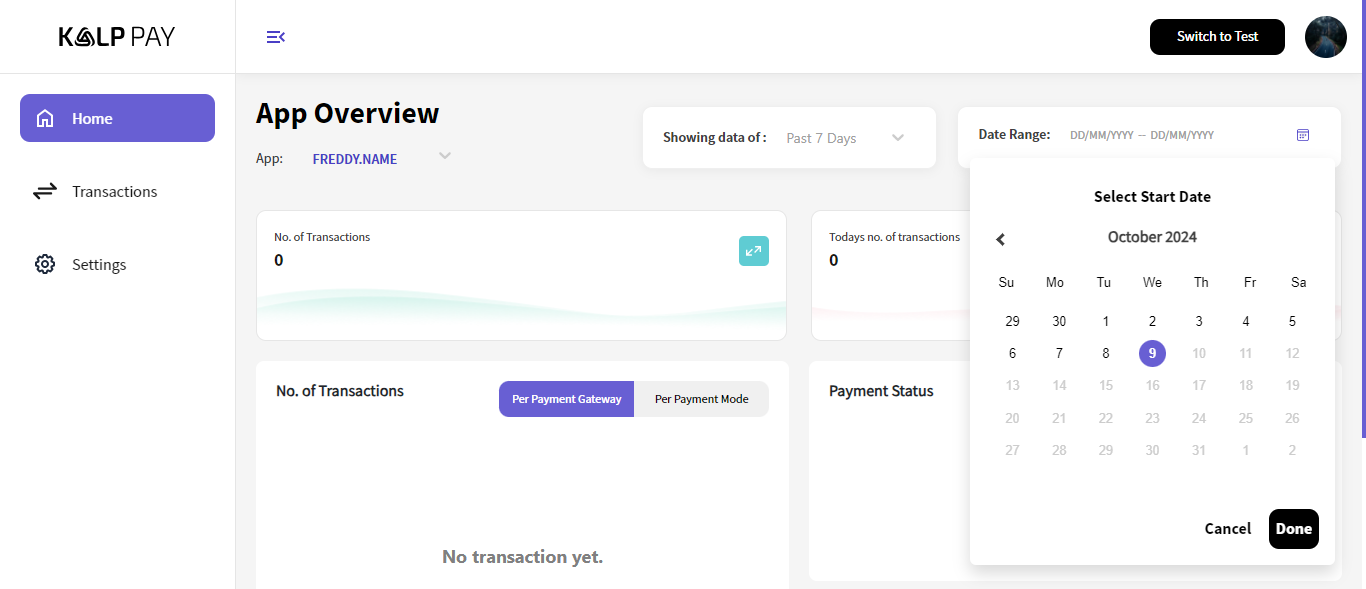 KALP PAY
Switch to Test
Home
Transactions
Settings
App Overview
App: FREDDY.NAME
Showing data of : Past 7 Days
Date Range: DD/MM/YYYY -- DD/MM/YYYY
No. of Transactions
0
Todays no. of transactions
0
No. of Transactions
Per Payment Gateway Per Payment Mode
No transaction yet.
Payment Status
Select Start Date
October 2024
Su Mo Tu We Th Fr Sa
29 30 1 2 3 4 5
6 7 8 9 10 11 12
13 14 15 16 17 18 19
20 21 22 23 24 25 26
27 28 29 30 31 1 2
Cancel Done